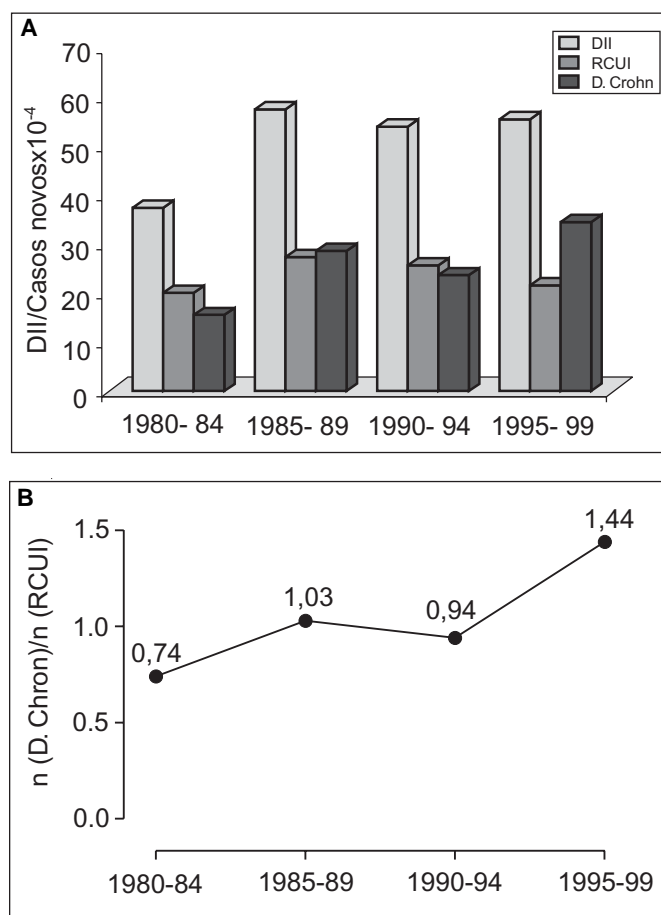 A
DII
RCUI
D. Crohn
DII/Casos novosx10-4
70
60
50
40
30
20
10
0
1980- 84 1985- 89 1990- 94 1995- 99
B
n (D. Chron)/n (RCUI)
1.5
1.0
0.5
0.0
0,74
1,03
0,94
1,44
1980-84 1985-89 1990-94 1995-99